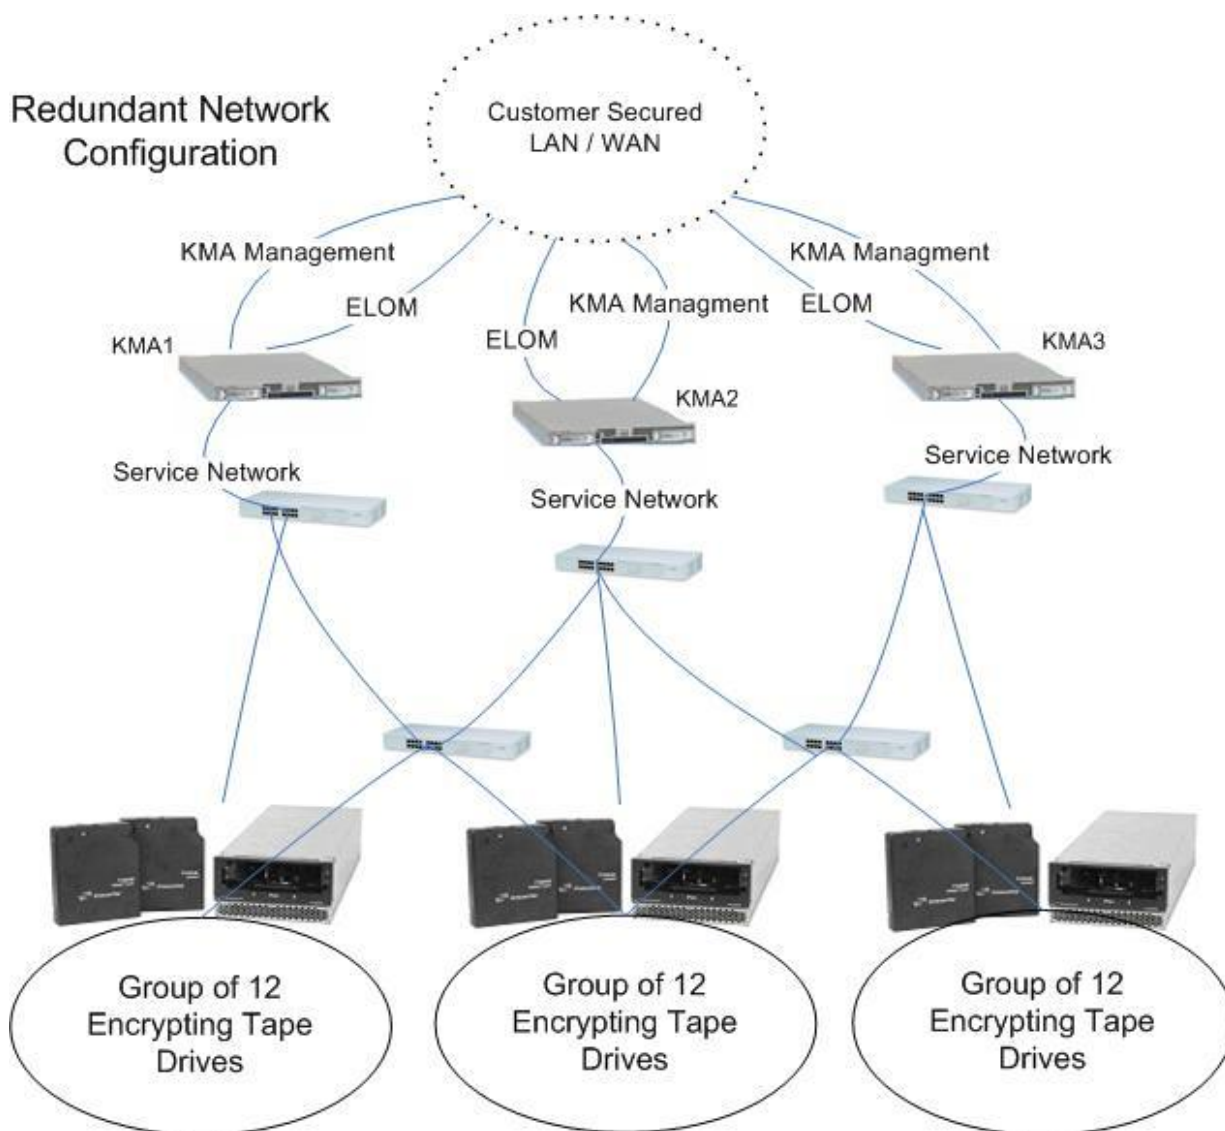 Redundant Network
Configuration
Customer Secured
LAN / WAN
KMA Management
ELOM
KMA1
ELOM
KMA Managment
KMA2
KMA Managment
ELOM
KMA3
Service Network
Service Network
Service Network
Group of 12
Encrypting Tape
Drives
Group of 12
Encrypting Tape
Drives
Group of 12
Encrypting Tape
Drives